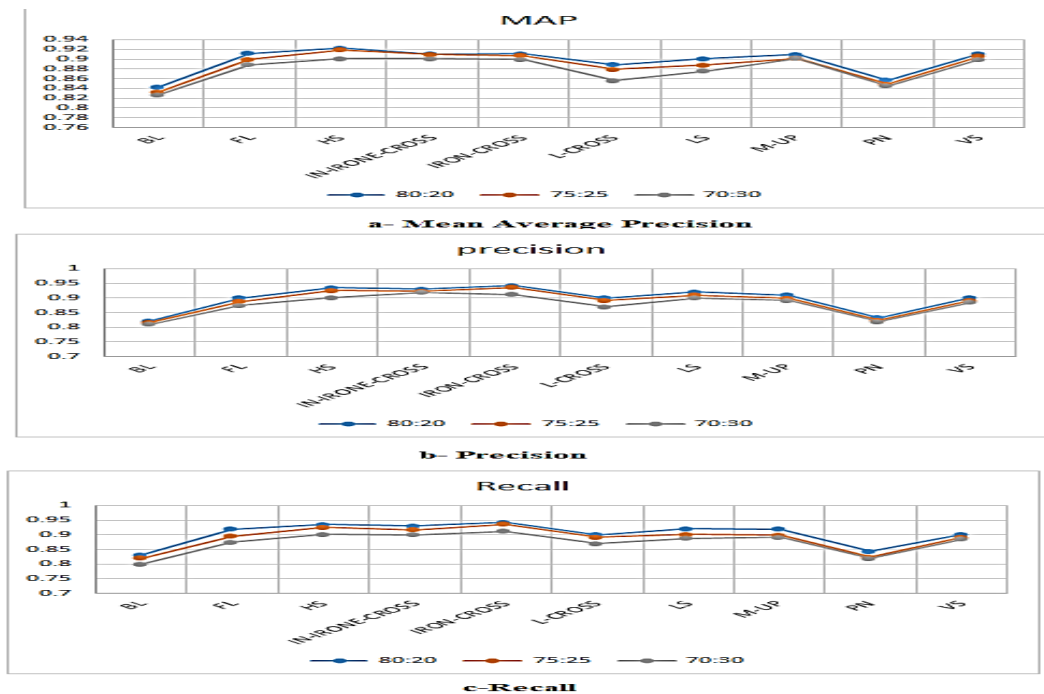 MAP
0.94
0.92
0.9
0.88
0.86
0.84
0.82
0.8
0.78
0.76
BL FL HS IN-IRONE-CROSS IRON-CROSS L-CROSS LS M-UP PN VS
80:20 75:25 70:30
a- Mean Average Precision
precision
1
0.95
0.9
0.85
0.8
0.75
0.7
BL FL HS IN-IRONE-CROSS IRON-CROSS L-CROSS LS M-UP PN VS
80:20 75:25 70:30
b- Precision
Recall
1
0.95
0.9
0.85
0.8
0.75
0.7
BL FL HS IN-IRONE-CROSS IRON-CROSS L-CROSS LS M-UP PN VS
80:20 75:25 70:30
c-Recall